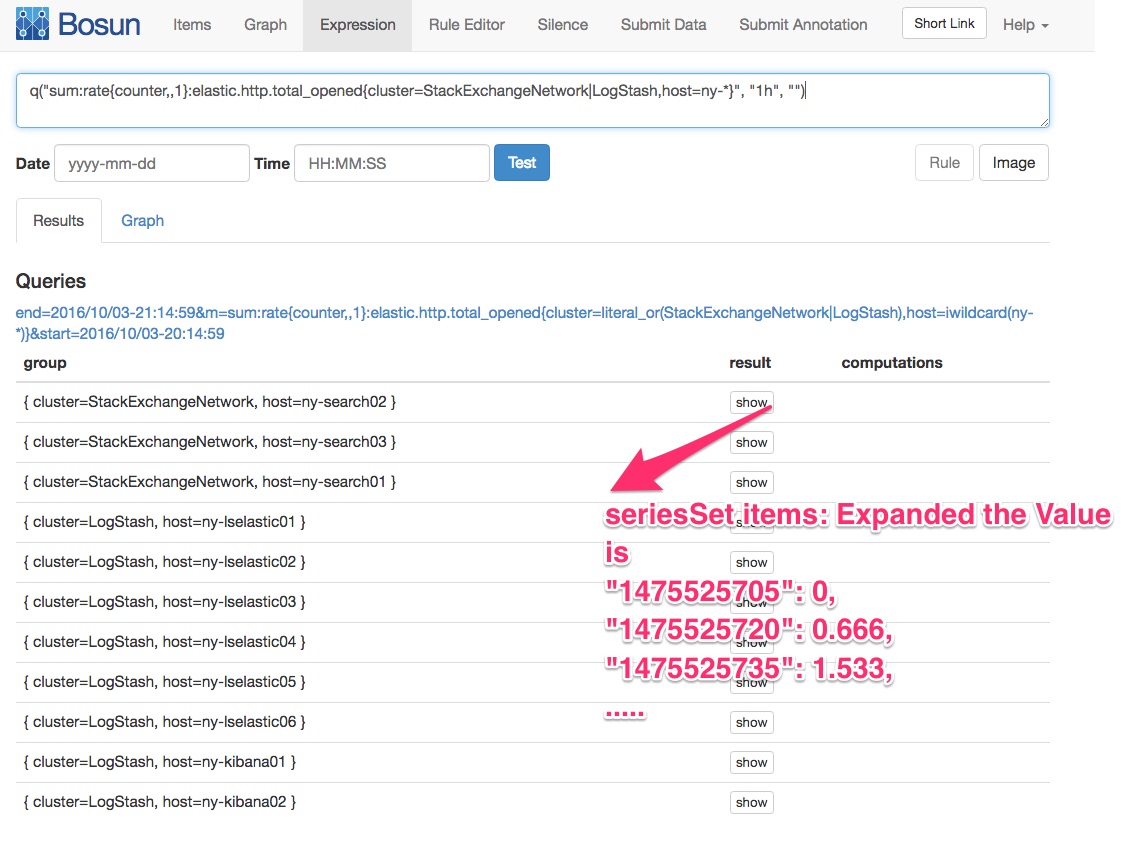 Bosun Items Graph Expression Rule Editor Silence Submit Data Submit Annotation Short Link Help
q("sum:rate{counter,,1}:elastic.http.total_opened{cluster=StackExchangeNetwork|LogStash,host=ny-*}", "1h", "")
Date yyyy-mm-dd Time HH:MM:SS Test Rule Image
Results Graph
Queries
end=2016/10/03-21:14:59&m=sum:rate{counter,,1}:elastic.http.total_opened{cluster=literal_or(StackExchangeNetwork|LogStash),host=iwildcard(ny-
*)}&start=2016/10/03-20:14:59
group result computations
{ cluster=StackExchangeNetwork, host=ny-search02 } show
{ cluster=StackExchangeNetwork, host=ny-search03 } show
{ cluster=StackExchangeNetwork, host=ny-search01 } show
seriesSet items: Expanded the Value
{ cluster=LogStash, host=ny-lselastic01 } show
is
{ cluster=LogStash, host=ny-lselastic02 } show
"1475525705": 0,
{ cluster=LogStash, host=ny-lselastic03 } show
"1475525720": 0.666,
{ cluster=LogStash, host=ny-lselastic04 } show
"1475525735": 1.533,
{ cluster=LogStash, host=ny-lselastic05 } show
.....
{ cluster=LogStash, host=ny-lselastic06 } show
{ cluster=LogStash, host=ny-kibana01 } show
{ cluster=LogStash, host=ny-kibana02 } show